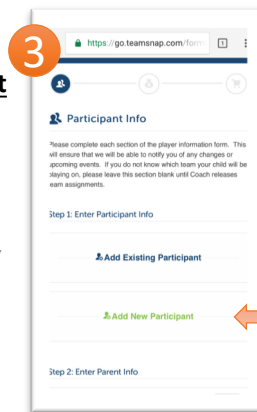 3
https://go.teamsnap.com/form
1
Participant Info
Please complete each section of the player information form. This
will ensure that we will be able to notify you of any changes or
upcoming events. If you do not know which team your child will be
playing on, please leave this section blank until Coach releases
team assignments.
Step 1: Enter Participant Info
Add Existing Participant
Add New Participant
Step 2: Enter Parent Info